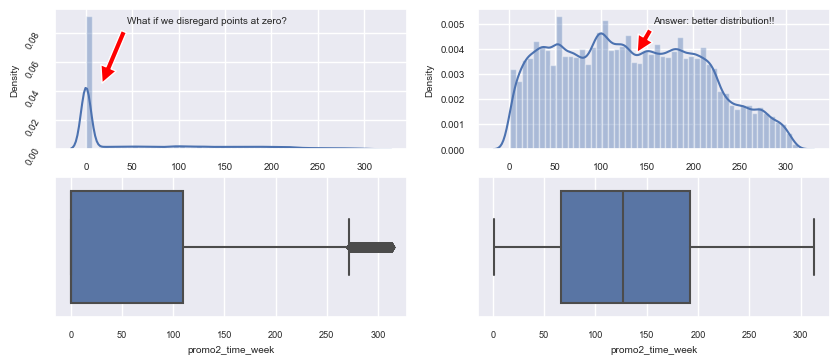 What if we disregard points at zero?
Density
0.08
0.06
0.04
0.02
0.00
0 50 100 150 200 250 300
Answer: better distribution!!
Density
0.005
0.004
0.003
0.002
0.001
0.000
0 50 100 150 200 250 300
0 50 100 150 200 250 300
promo2_time_week
0 50 100 150 200 250 300
promo2_time_week